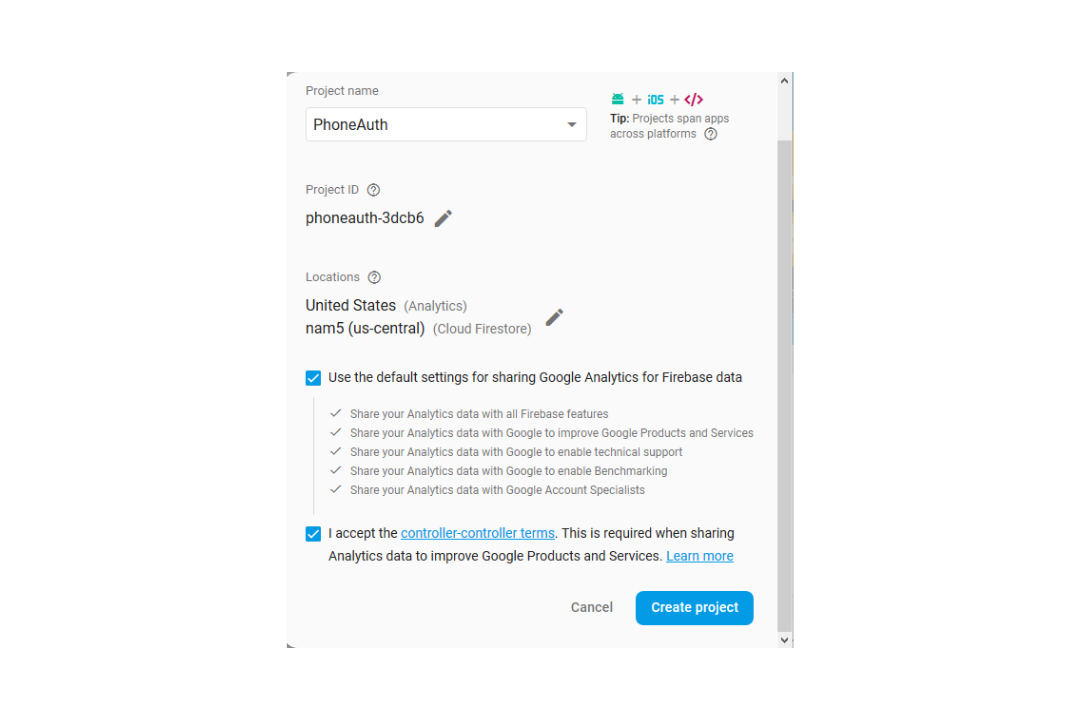 Project name
PhoneAuth
+ iOS + </>
Tip: Projects span apps
across platforms ?
Project ID ?
phoneauth-3dcb6
Locations ?
United States (Analytics)
nam5 (us-central) (Cloud Firestore)
Use the default settings for sharing Google Analytics for Firebase data
Share your Analytics data with all Firebase features
Share your Analytics data with Google to improve Google Products and Services
Share your Analytics data with Google to enable technical support
Share your Analytics data with Google to enable Benchmarking
Share your Analytics data with Google Account Specialists
I accept the controller-controller terms. This is required when sharing
Analytics data to improve Google Products and Services. Learn more
Cancel Create project